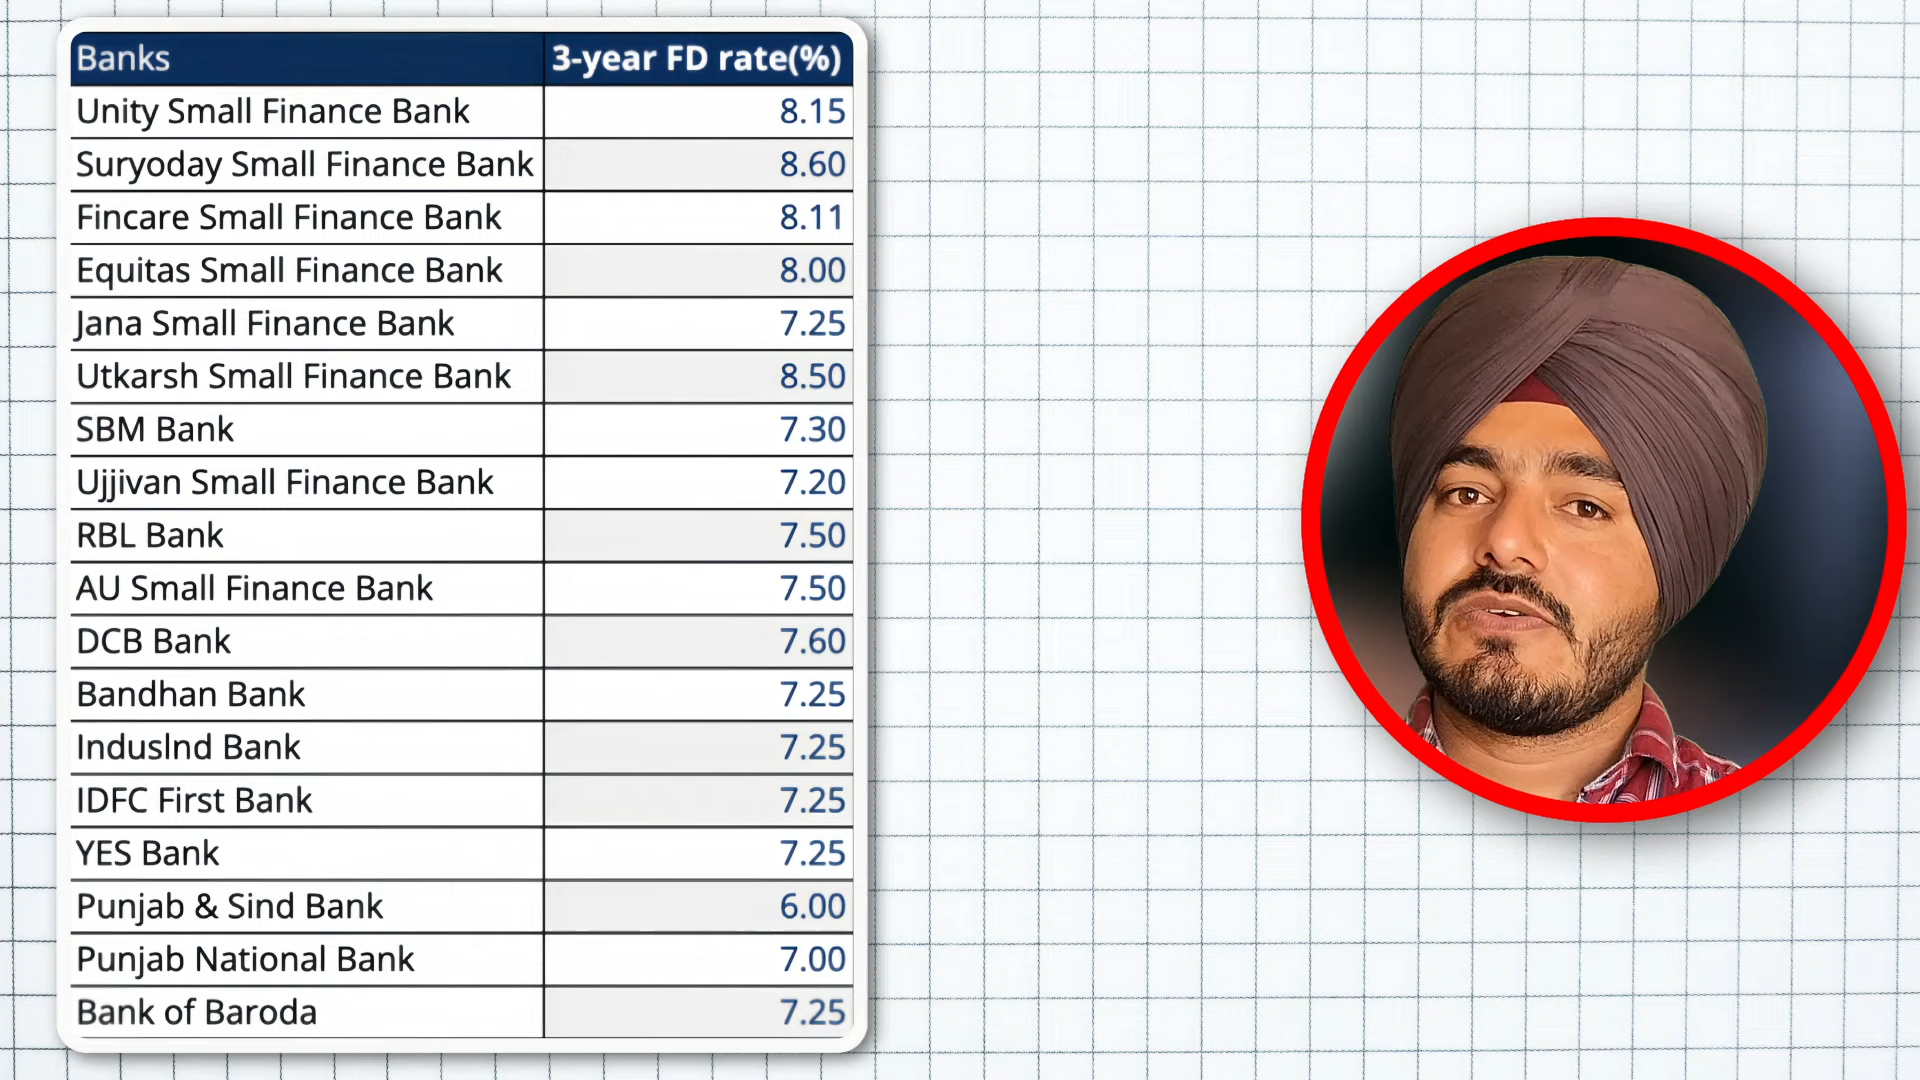 Banks 3-year FD rate(%)
Unity Small Finance Bank 8.15
Suryoday Small Finance Bank 8.60
Fincare Small Finance Bank 8.11
Equitas Small Finance Bank 8.00
Jana Small Finance Bank 7.25
Utkarsh Small Finance Bank 8.50
SBM Bank 7.30
Ujjivan Small Finance Bank 7.20
RBL Bank 7.50
AU Small Finance Bank 7.50
DCB Bank 7.60
Bandhan Bank 7.25
Induslnd Bank 7.25
IDFC First Bank 7.25
YES Bank 7.25
Punjab & Sind Bank 6.00
Punjab National Bank 7.00
Bank of Baroda 7.25